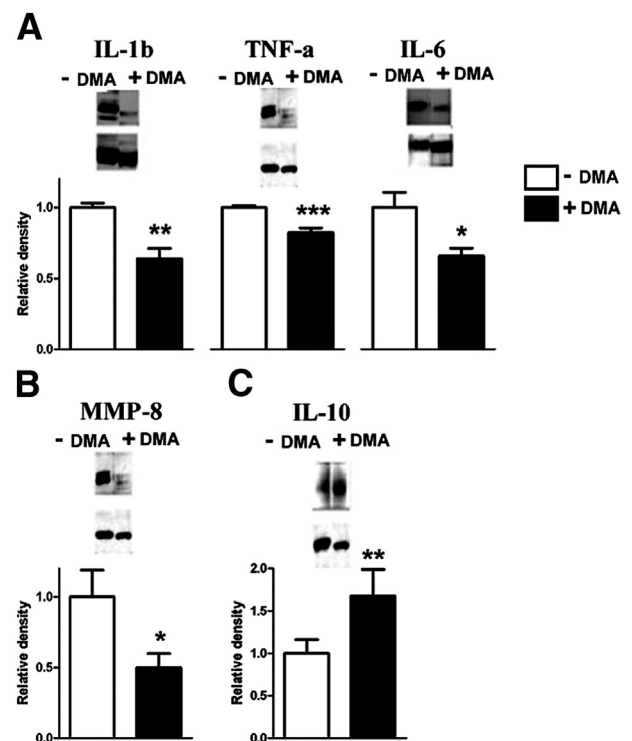 A
IL-1b TNF-a IL-6
- DMA + DMA - DMA + DMA - DMA + DMA
- DMA
+ DMA
Relative density
1.0
0.5
0.0
**
***
*
B
MMP-8
- DMA + DMA
Relative density
1.0
0.5
0.0
*
C
IL-10
- DMA + DMA
Relative density
2.0
1.5
1.0
0.5
0.0
**